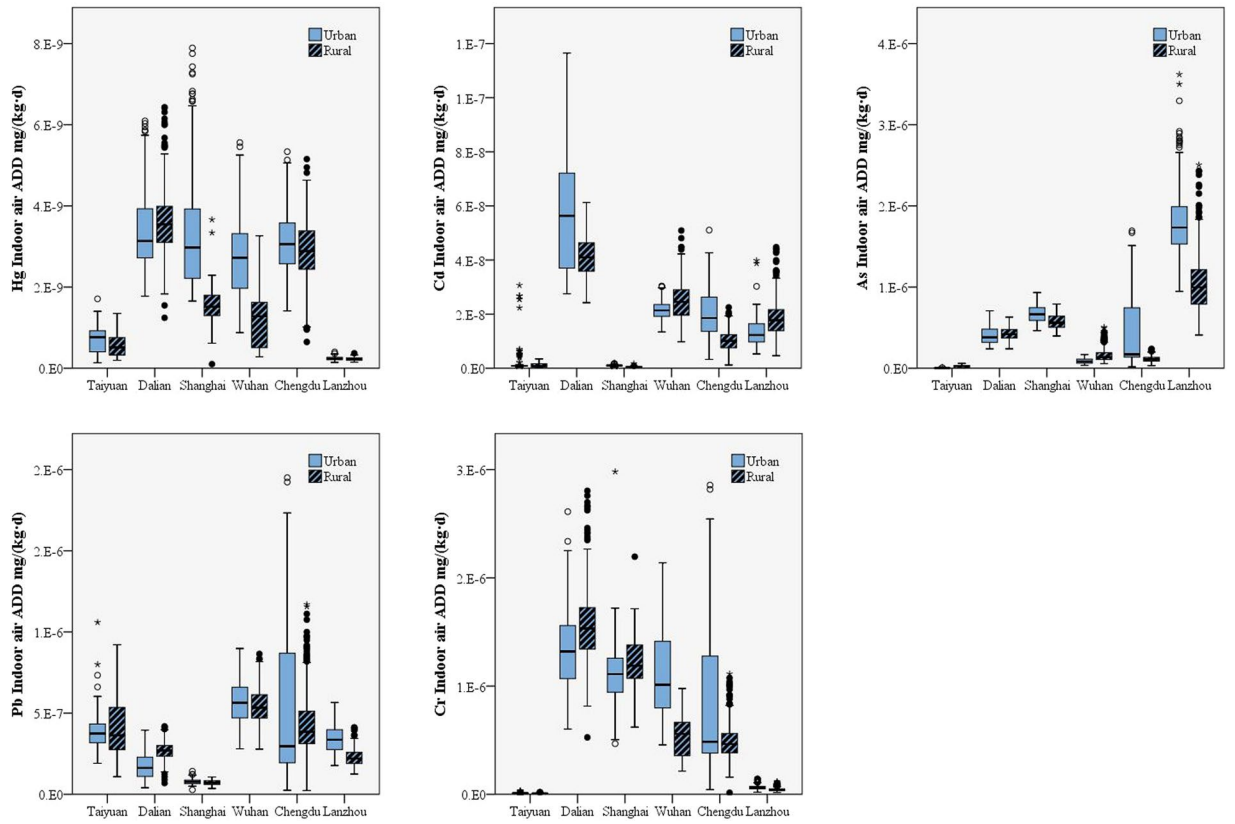 Hg Indoor air ADD mg/(kg·d)
8.E-9
6.E-9
4.E-9
2.E-9
0.E0
Urban
Rural
Taiyuan Dalian Shanghai Wuhan Chengdu Lanzhou
Cd Indoor air ADD mg/(kg·d)
1.E-7
1.E-7
8.E-8
6.E-8
4.E-8
2.E-8
0.E0
Urban
Rural
Taiyuan Dalian Shanghai Wuhan Chengdu Lanzhou
As Indoor air ADD mg/(kg·d)
4.E-6
3.E-6
2.E-6
1.E-6
0.E0
Urban
Rural
Taiyuan Dalian Shanghai Wuhan Chengdu Lanzhou
Pb Indoor air ADD mg/(kg·d)
2.E-6
2.E-6
1.E-6
5.E-7
0.E0
Urban
Rural
Taiyuan Dalian Shanghai Wuhan Chengdu Lanzhou
Cr Indoor air ADD mg/(kg·d)
3.E-6
2.E-6
1.E-6
0.E0
Urban
Rural
Taiyuan Dalian Shanghai Wuhan Chengdu Lanzhou